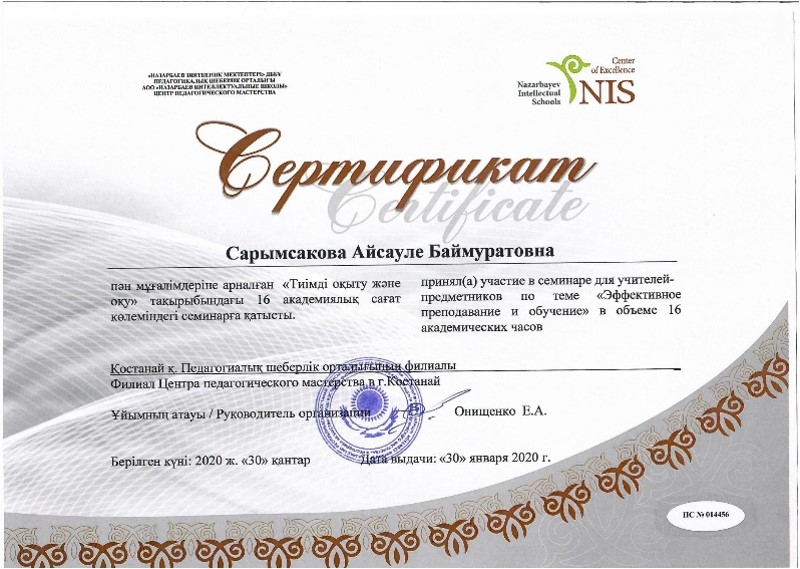 «НАЗАРБАЕВ ЗИЯТКЕРЛІК МЕКТЕПТЕРІ» ДББҰ
ПЕДАГОГИКАЛЫҚ ШЕБЕРЛІК ОРТАЛЫҒЫ
АОО «НАЗАРБАЕВ ИНТЕЛЛЕКТУАЛЬНЫЕ ШКОЛЫ»
ЦЕНТР ПЕДАГОГИЧЕСКОГО МАСТЕРСТВА
Center
of Excellence
Nazarbayev
Intellectual
Schools
NIS
Сертификат
Certificate
Сарымсакова Айсауле Баймуратовна
пән мұғалімдеріне арналған «Тиімді оқыту және
оқу» тақырыбындағы 16 академиялық сағат
көлеміндегі семинарға қатысты.
принял(а) участие в семинаре для учителей-
предметников по теме «Эффективное
преподавание и обучение» в объеме 16
академических часов
Қостанай қ. Педагогиалық шеберлік орталығының филиалы
Филиал Центра педагогического мастерства в г.Костанай
Ұйымның атауы / Руководитель организации
Онищенко Е.А.
Берілген күні: 2020 ж. «30» қантар
Дата выдачи: «30» января 2020 г.
ПС № 014456